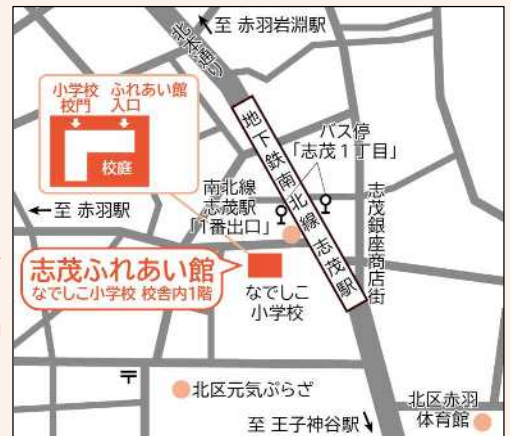 至 赤羽岩淵駅
北本通り
小学校 ふれあい館
校門 入口
校庭
バス停
「志茂1丁目」
地下鉄南北線 志茂駅
南北線
志茂駅
「1番出口」
志茂銀座商店街
至 赤羽駅
志茂ふれあい館
なでしこ小学校 校舎内1階
なでしこ
小学校
〒
北区元気ぷらざ
北区赤羽
体育館
至 王子神谷駅